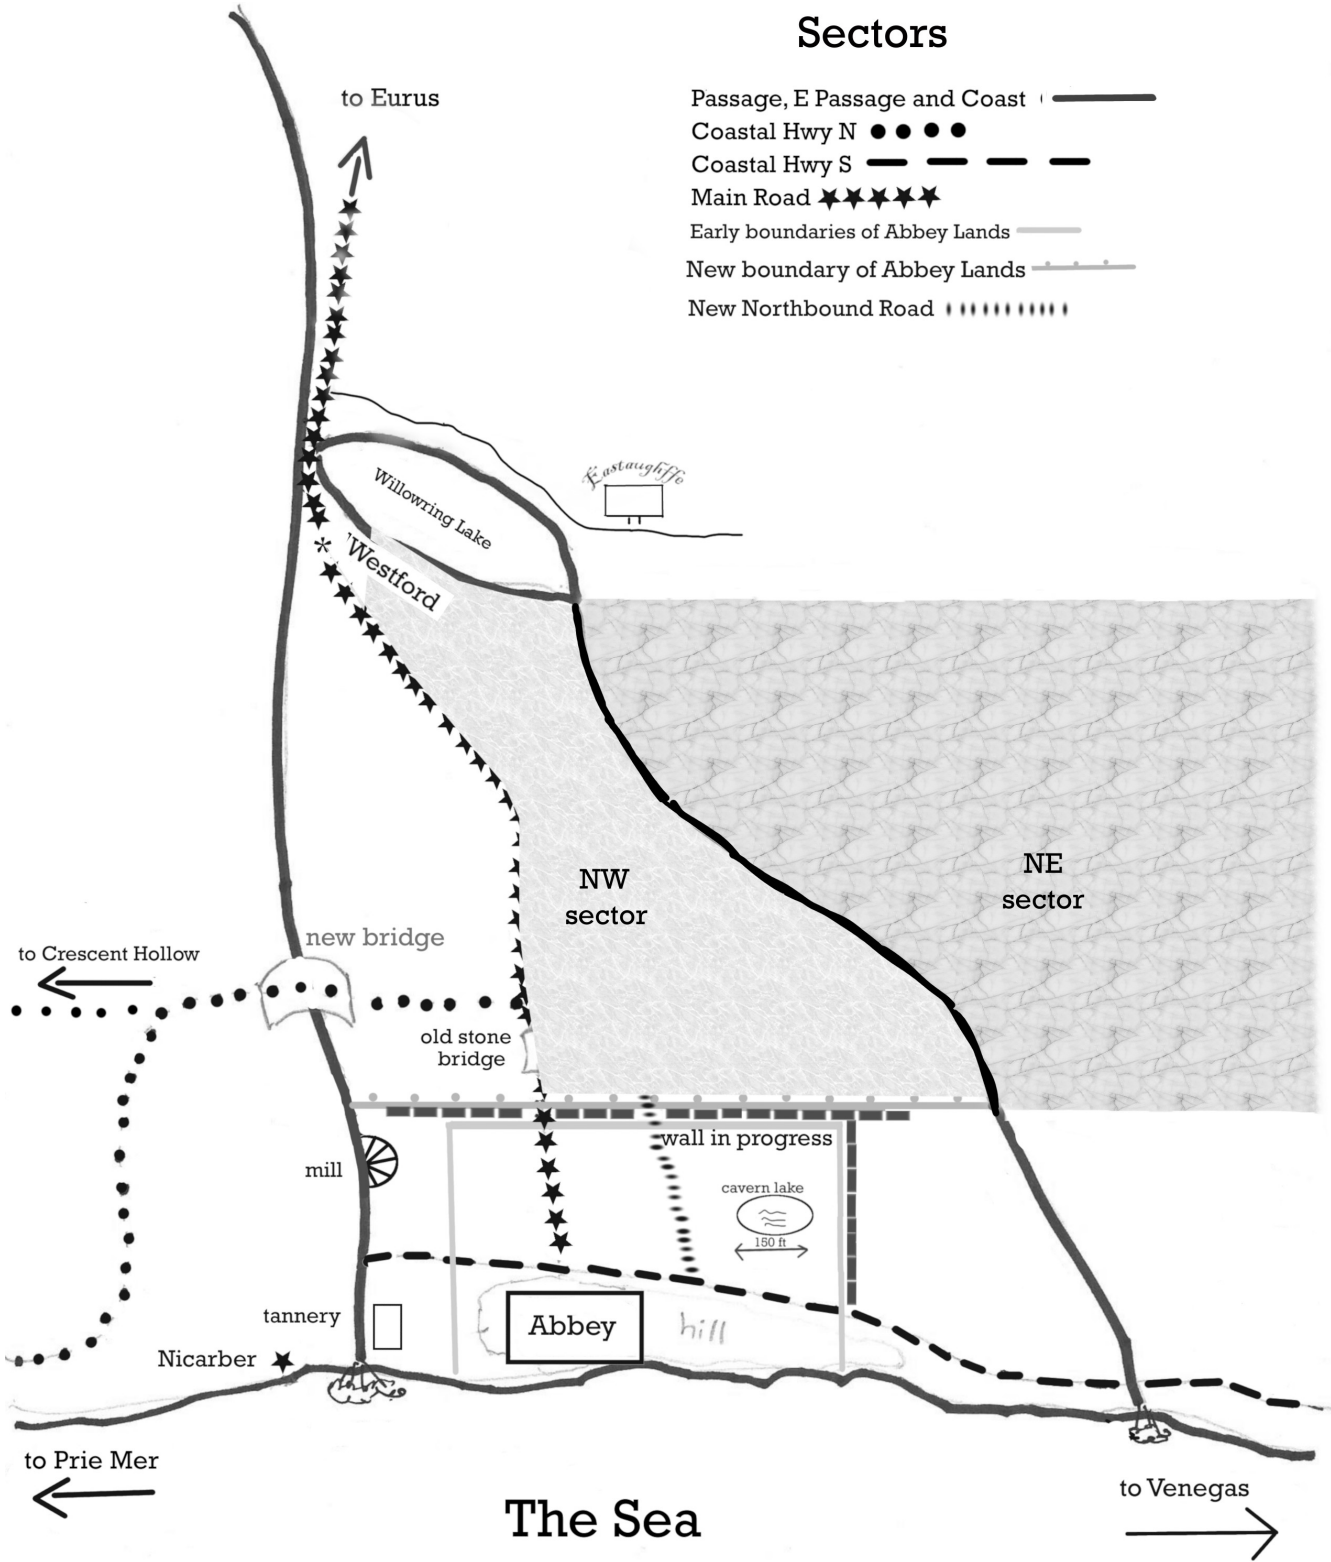 Sectors
to Eurus
Passage, E Passage and Coast
Coastal Hwy N
Coastal Hwy S
Main Road
Early boundaries of Abbey Lands
New boundary of Abbey Lands
New Northbound Road
Eastaughffe
Willowring Lake
Westford
NW
sector
NE
sector
new bridge
to Crescent Hollow
old stone
bridge
wall in progress
mill
cavern lake
150 ft
tannery
Abbey
hill
Nicarber
to Prie Mer
to Venegas
The Sea